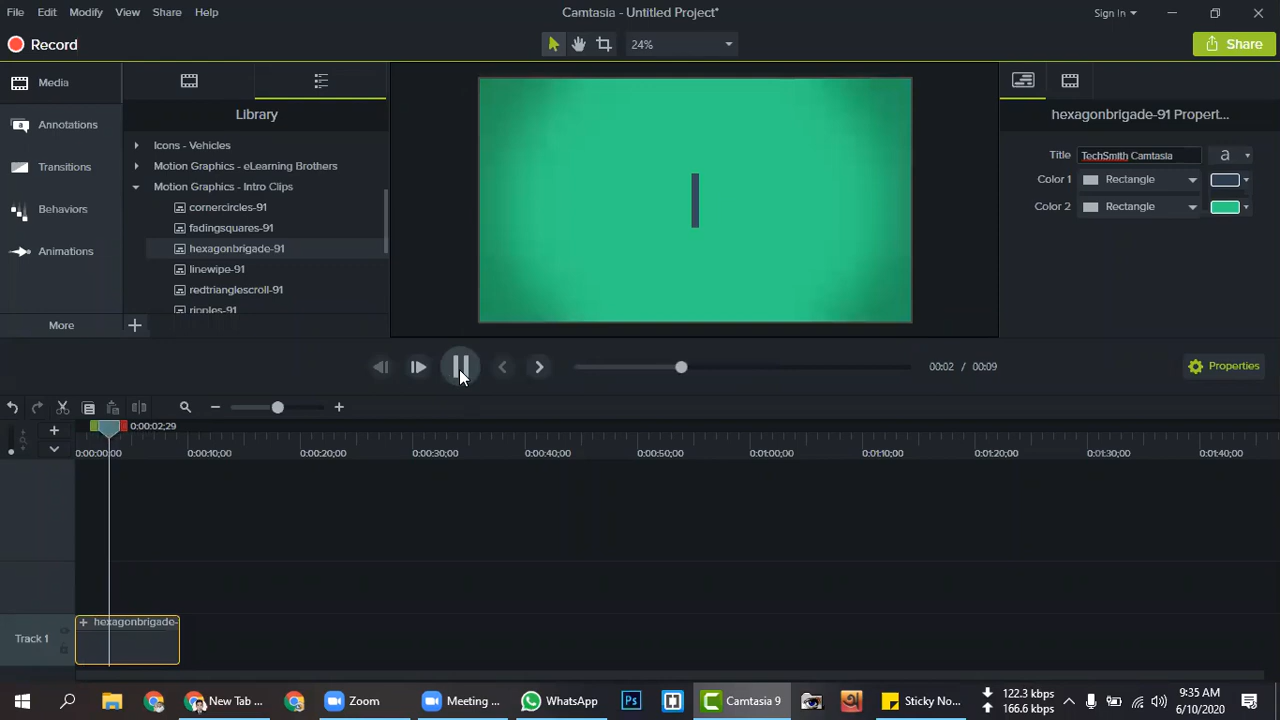 File Edit Modify View Share Help Camtasia - Untitled Project* Sign In
Record 24% Share
Media
Annotations
Transitions
Behaviors
Animations
More
Library
Icons - Vehicles
Motion Graphics - eLearning Brothers
Motion Graphics - Intro Clips
cornercircles-91
fadingsquares-91
hexagonbrigade-91
linewipe-91
redtrianglescroll-91
ripples-91
hexagonbrigade-91 Propert...
Title TechSmith Camtasia a
Color 1 Rectangle
Color 2 Rectangle
00:02 / 00:09 Properties
0:00:02;29
0:00:00;00 0:00:10;00 0:00:20;00 0:00:30;00 0:00:40;00 0:00:50;00 0:01:00;00 0:01:10;00 0:01:20;00 0:01:30;00 0:01:40;00
hexagonbrigade-
Track 1
New Tab ... Zoom Meeting ... WhatsApp Ps Camtasia 9 Sticky No... 122.3 kbps 9:35 AM
166.6 kbps 6/10/2020